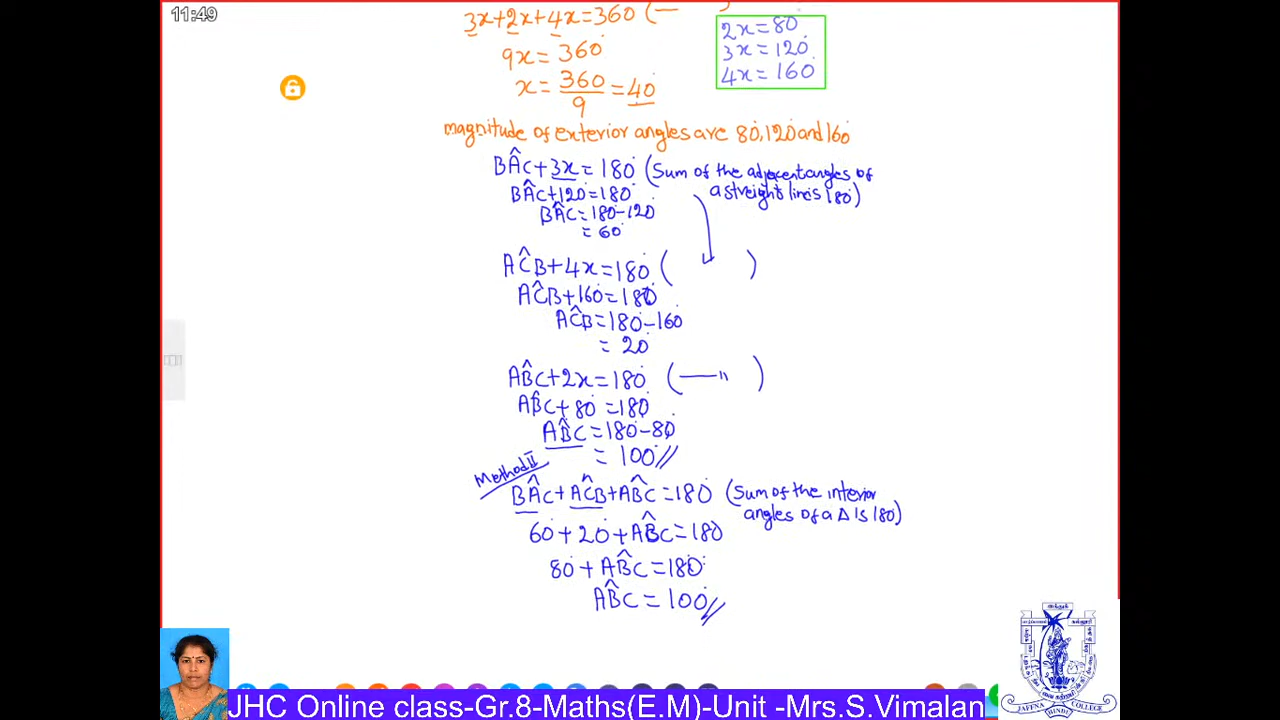 11:49
3x+2x+4x=360° (—
9x = 360°
x = 360/9 = 40°
2x = 80°
3x = 120°
4x = 160°
magnitude of exterior angles are 80°, 120° and 160°
BÂC + 3x = 180° (Sum of the adjacent angles of
a streight line is 180°)
BÂC + 120° = 180°
BÂC = 180° - 120°
= 60°
AĈB + 4x = 180° ( )
AĈB + 160° = 180°
AĈB = 180° - 160°
= 20°
AB̂C + 2x = 180° ( —— " )
AB̂C + 80° = 180°
AB̂C = 180° - 80°
= 100° //
Method II
BÂC + AĈB + AB̂C = 180° (Sum of the interior
angles of a Δ is 180°)
60° + 20° + AB̂C = 180°
80° + AB̂C = 180°
AB̂C = 100° //
JAFFNA HINDU COLLEGE
JHC Online class-Gr.8-Maths(E.M)-Unit -Mrs.S.Vimalan